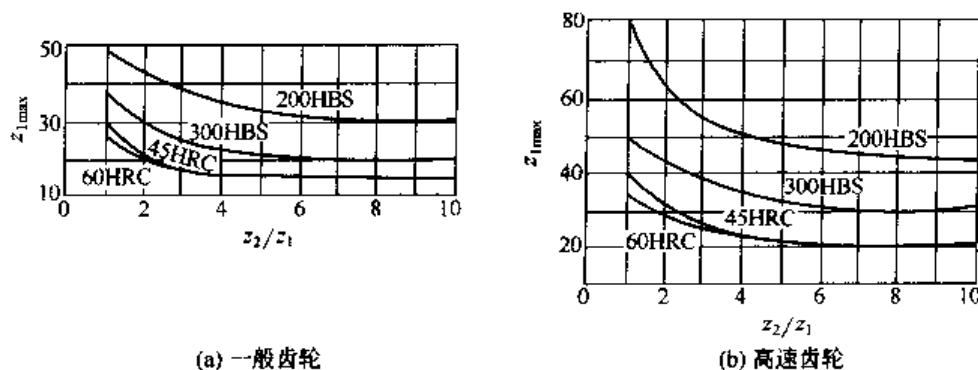 50
30
10
z1max
200HBS
300HBS
45HRC
60HRC
0 2 4 6 8 10
z2/z1
(a) 一般齿轮
80
60
40
20
z1max
200HBS
300HBS
45HRC
60HRC
0 2 4 6 8 10
z2/z1
(b) 高速齿轮